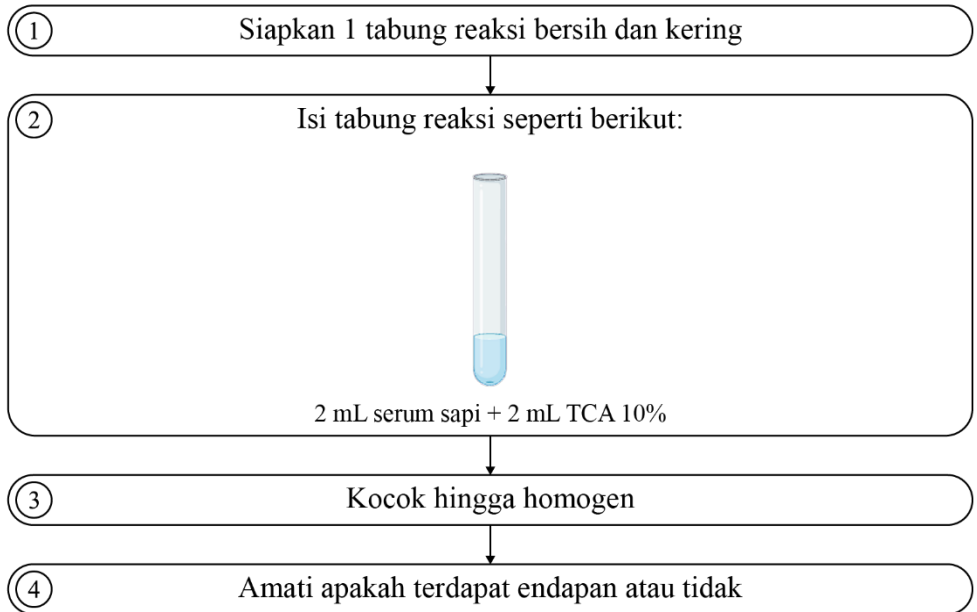 1 Siapkan 1 tabung reaksi bersih dan kering
2 Isi tabung reaksi seperti berikut:
2 mL serum sapi + 2 mL TCA 10%
3 Kocok hingga homogen
4 Amati apakah terdapat endapan atau tidak